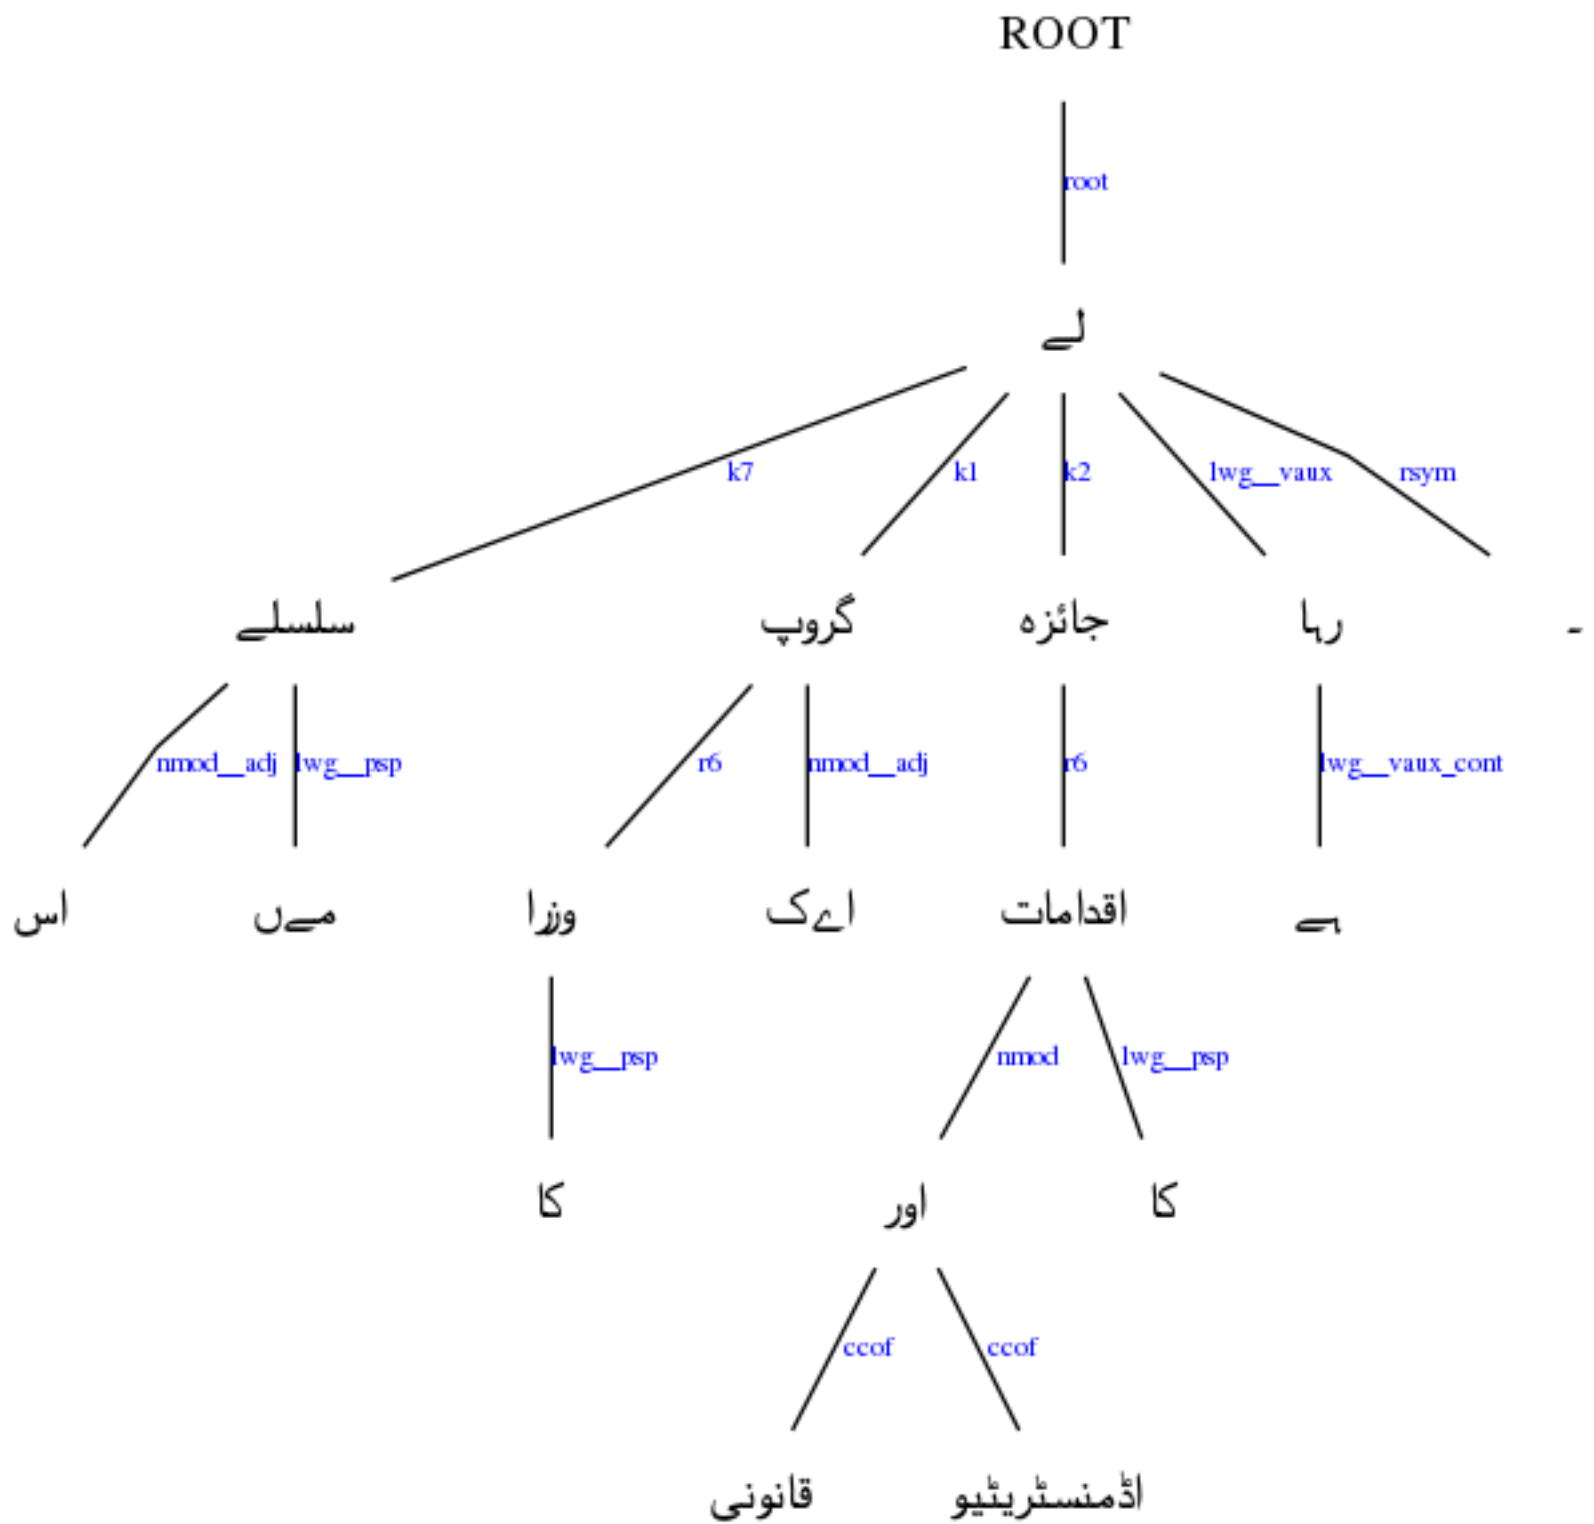 ROOT
root
لے
k7 k1 k2 lwg__vaux rsym
سلسلے گروپ جائزہ رہا ۔
nmod__adj lwg__psp r6 nmod__adj r6 lwg__vaux_cont
اس مےں وزرا اےک اقدامات ہے
lwg__psp nmod lwg__psp
کا اور کا
ccof ccof
قانونی اڈمنسٹریٹیو